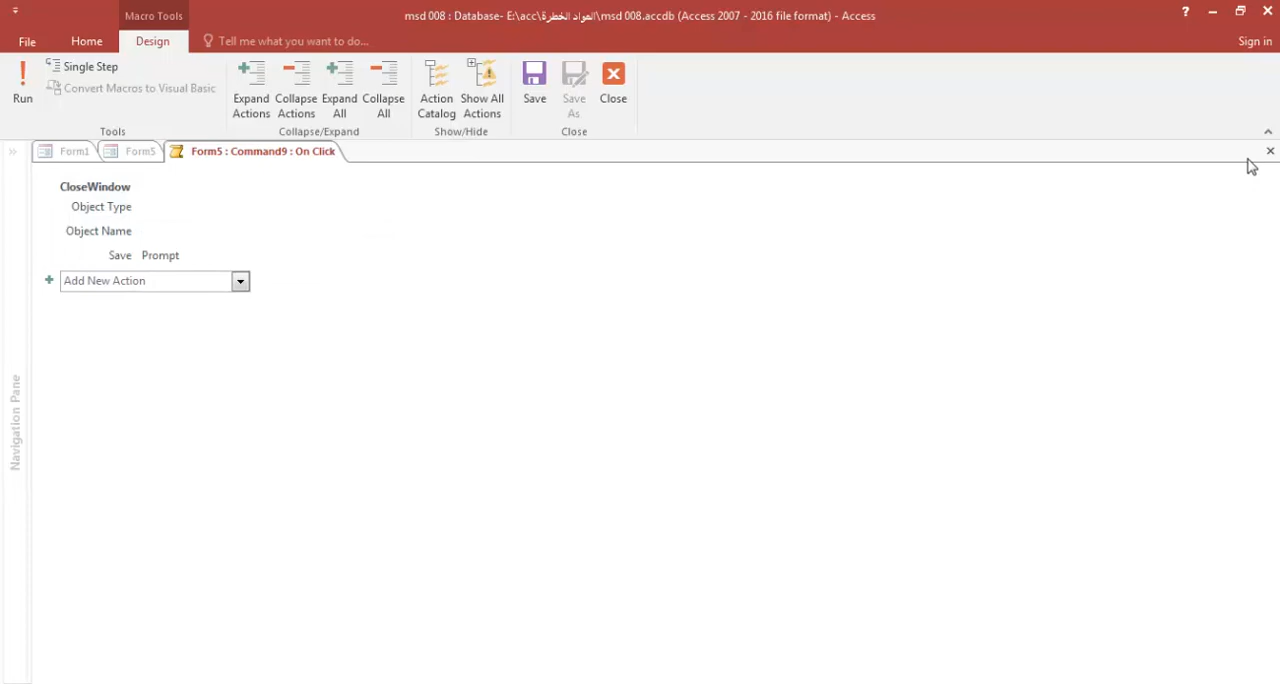 Macro Tools
msd 008 : Database- E:\acc\المواد الخطرة\msd 008.accdb (Access 2007 - 2016 file format) - Access
?
File
Home
Design
Tell me what you want to do...
Sign in
Run
Single Step
Convert Macros to Visual Basic
Tools
Expand Actions
Collapse Actions
Expand All
Collapse All
Collapse/Expand
Action Catalog
Show All Actions
Show/Hide
Save
Save As
Close
Close
Form1
Form5
Form5 : Command9 : On Click
CloseWindow
Object Type
Object Name
Save Prompt
Add New Action
Navigation Pane